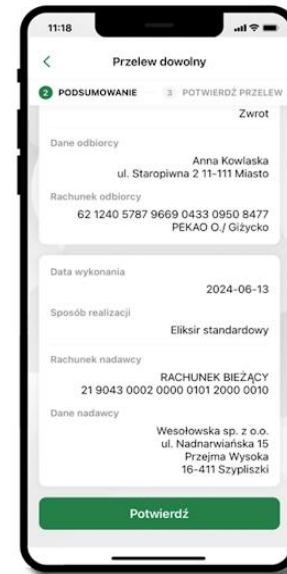 11:18
Przelew dowolny
2 PODSUMOWANIE 3 POTWIERDŹ PRZELEW
Zwrot
Dane odbiorcy
Anna Kowlaska
ul. Staropiwna 2 11-111 Miasto
Rachunek odbiorcy
62 1240 5787 9669 0433 0950 8477
PEKAO O./ Giżycko
Data wykonania
2024-06-13
Sposób realizacji
Eliksir standardowy
Rachunek nadawcy
RACHUNEK BIEŻĄCY
21 9043 0002 0000 0101 2000 0010
Dane nadawcy
Wesołowska sp. z o.o.
ul. Nadnarwiańska 15
Przejma Wysoka
16-411 Szypliszki
Potwierdź